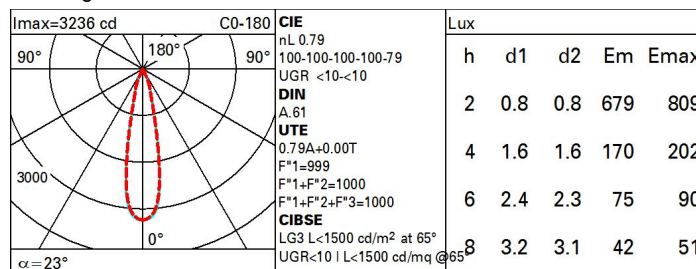 Imax=3236 cd C0-180
90° 180° 90°
3000
0°
α=23°
CIE
nL 0.79
100-100-100-100-79
UGR <10-<10
DIN
A.61
UTE
0.79A+0.00T
F"1=999
F"1+F"2=1000
F"1+F"2+F"3=1000
CIBSE
LG3 L<1500 cd/m² at 65°
UGR<10 | L<1500 cd/mq @65°
Lux
h d1 d2 Em Emax
2 0.8 0.8 679 809
4 1.6 1.6 170 202
6 2.4 2.3 75 90
8 3.2 3.1 42 51